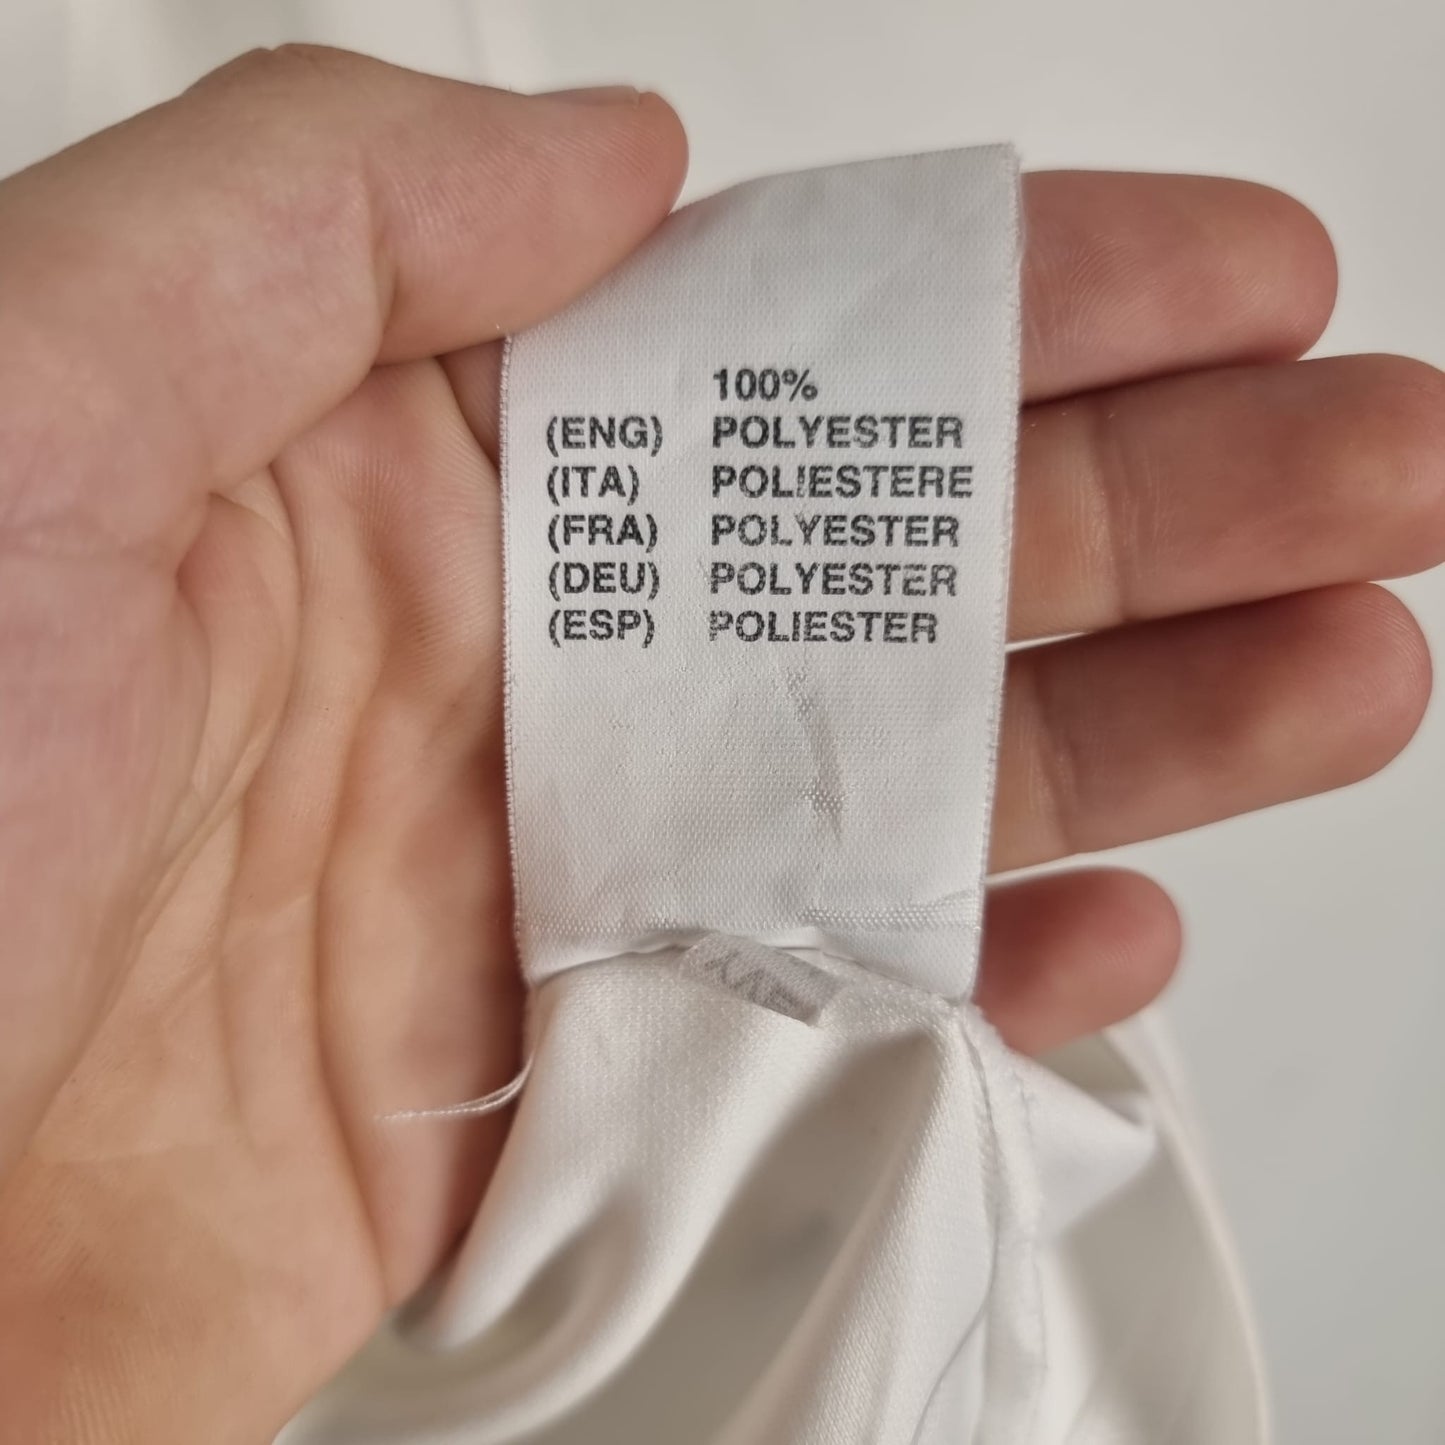 100%
(ENG) POLYESTER
(ITA) POLIESTERE
(FRA) POLYESTER
(DEU) POLYESTER
(ESP) POLIESTER